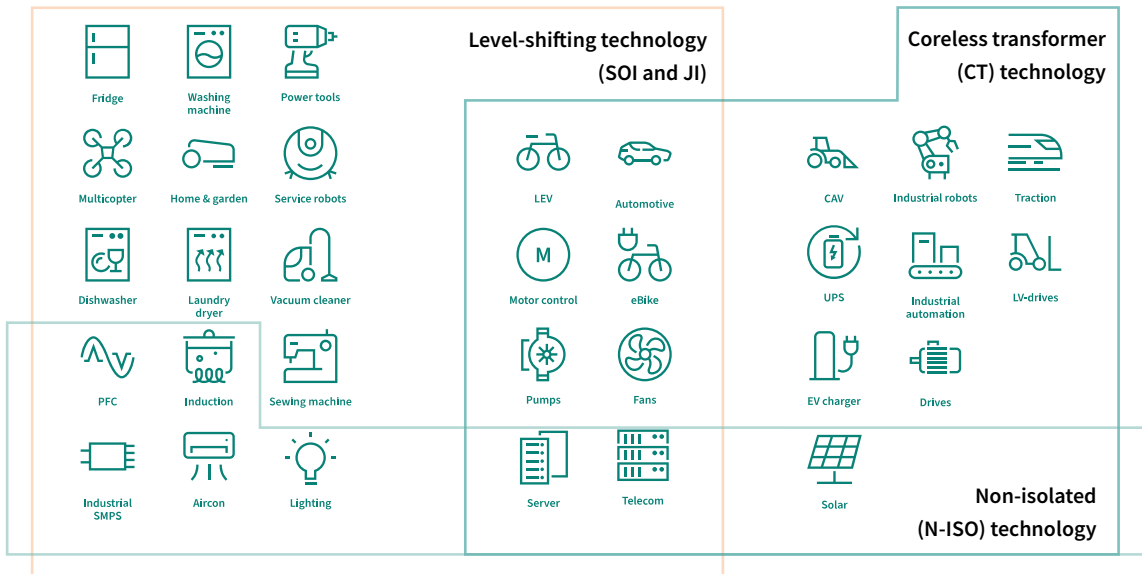 Level-shifting technology
(SOI and JI)
Coreless transformer
(CT) technology
Fridge
Washing
machine
Power tools
Multicopter
Home & garden
Service robots
LEV
Automotive
CAV
Industrial robots
Traction
Dishwasher
Laundry
dryer
Vacuum cleaner
M
Motor control
eBike
UPS
Industrial
automation
LV-drives
PFC
Induction
Sewing machine
Pumps
Fans
EV charger
Drives
Industrial
SMPS
Aircon
Lighting
Server
Telecom
Solar
Non-isolated
(N-ISO) technology